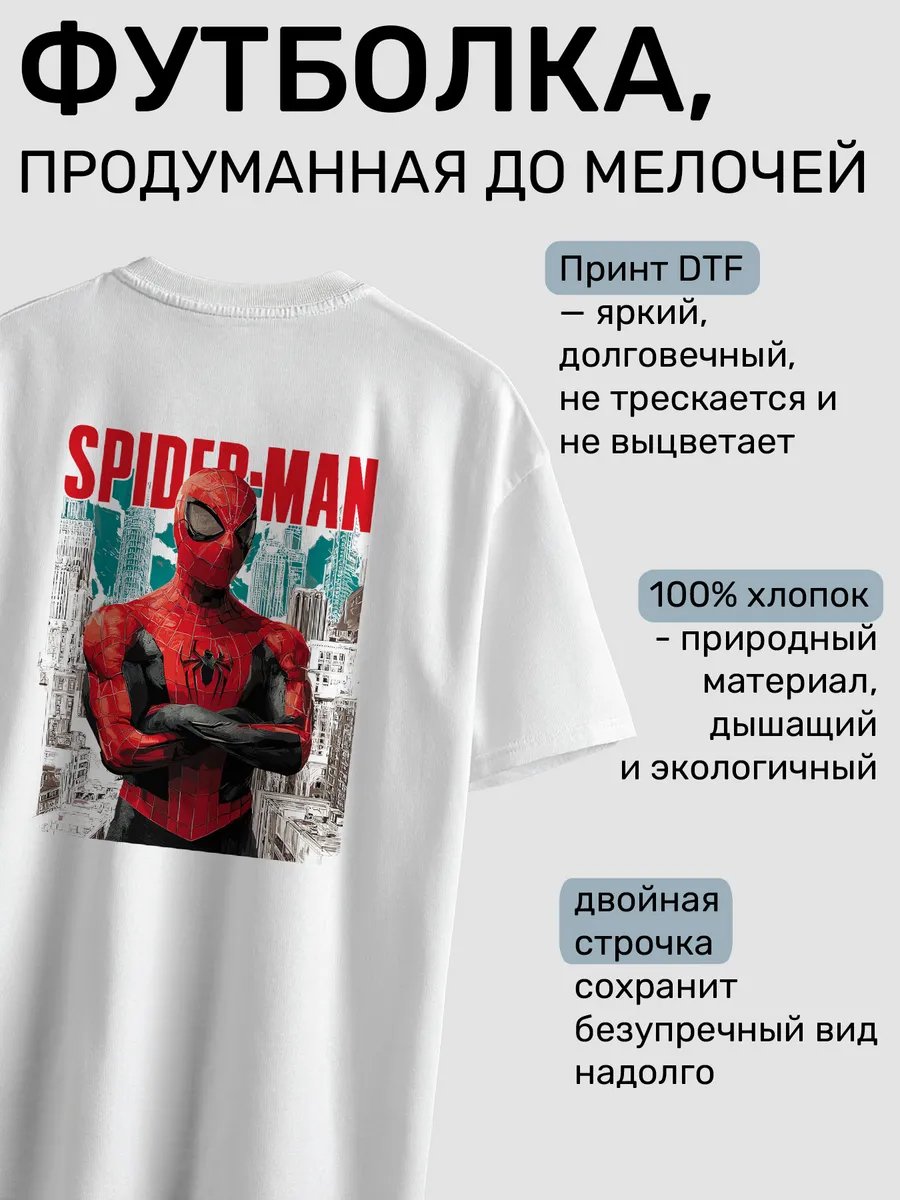 ФУТБОЛКА,
ПРОДУМАННАЯ ДО МЕЛОЧЕЙ
Принт DTF
— яркий,
долговечный,
не трескается и
не выцветает
SPIDER-MAN
100% хлопок
- природный
материал,
дышащий
и экологичный
двойная
строчка
сохранит
безупречный вид
надолго